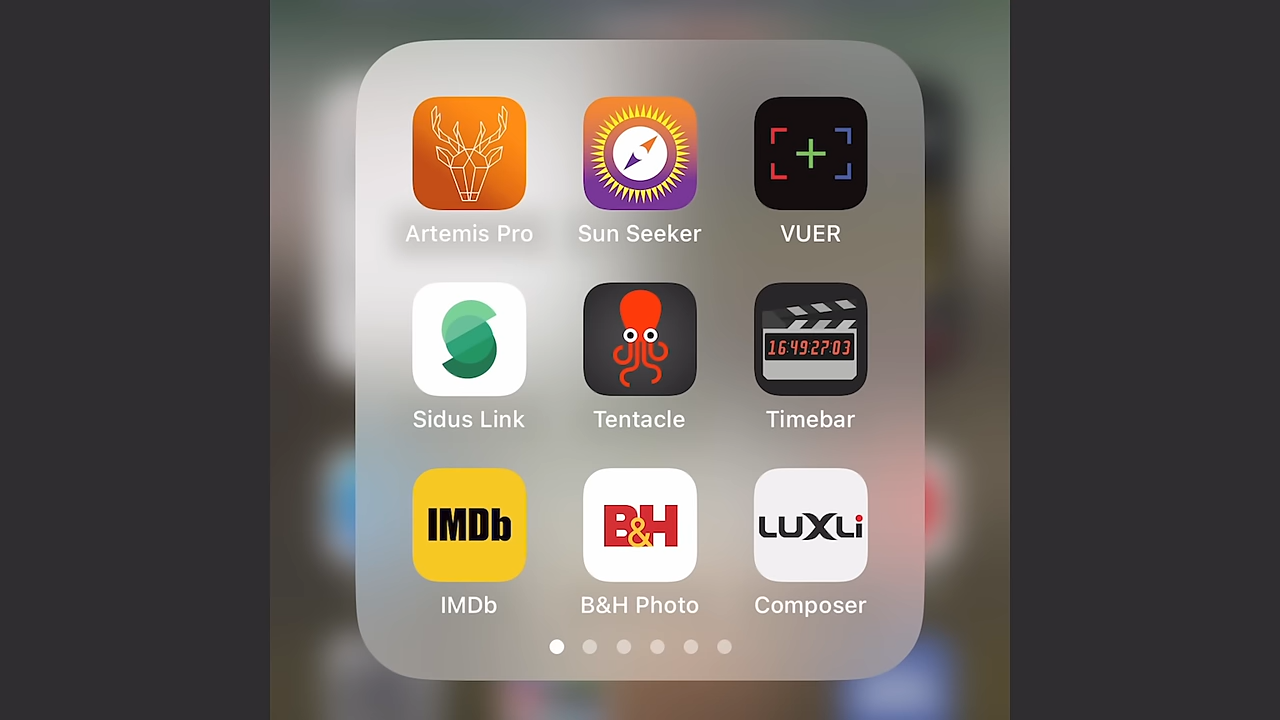 Artemis Pro
Sun Seeker
VUER
16:49:27:03
Sidus Link
Tentacle
Timebar
IMDb
B&H
LUXLi
IMDb
B&H Photo
Composer